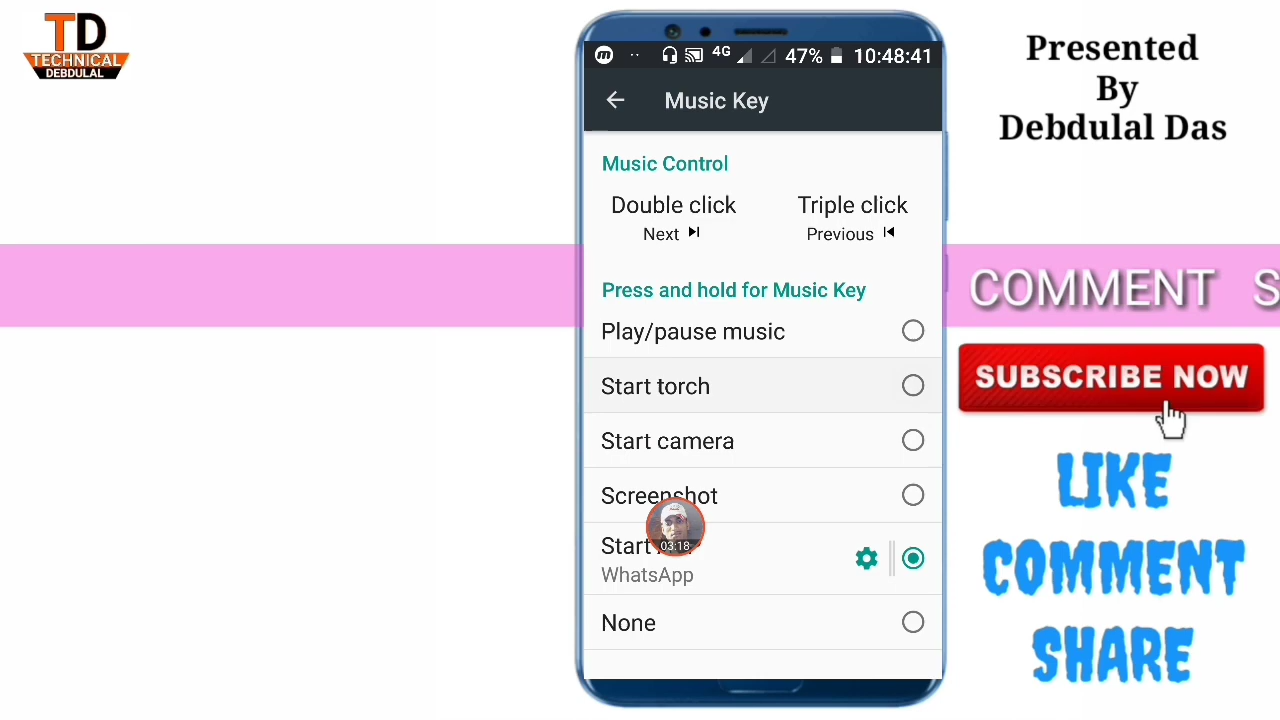 TD
TECHNICAL
DEBDULAL
4G
47%
10:48:41
Music Key
Music Control
Double click
Triple click
Next
Previous
Press and hold for Music Key
Play/pause music
Start torch
Start camera
Screenshot
03:18
Start
WhatsApp
None
Presented
By
Debdulal Das
COMMENT S
SUBSCRIBE NOW
LIKE
COMMENT
SHARE